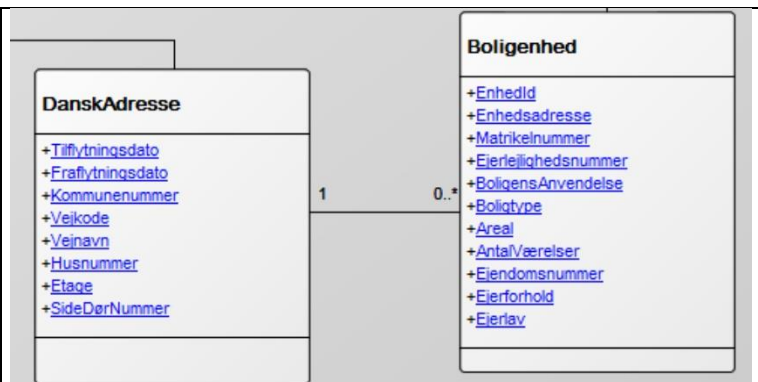 DanskAdresse
+Tilflytningsdato
+Fraflytningsdato
+Kommunenummer
+Vejkode
+Vejnavn
+Husnummer
+Etage
+SideDørNummer
1
0..*
Boligenhed
+EnhedId
+Enhedsadresse
+Matrikelnummer
+Ejerlejlighedsnummer
+BoligensAnvendelse
+Boligtype
+Areal
+AntalVærelser
+Ejendomsnummer
+Ejerforhold
+Ejerlav